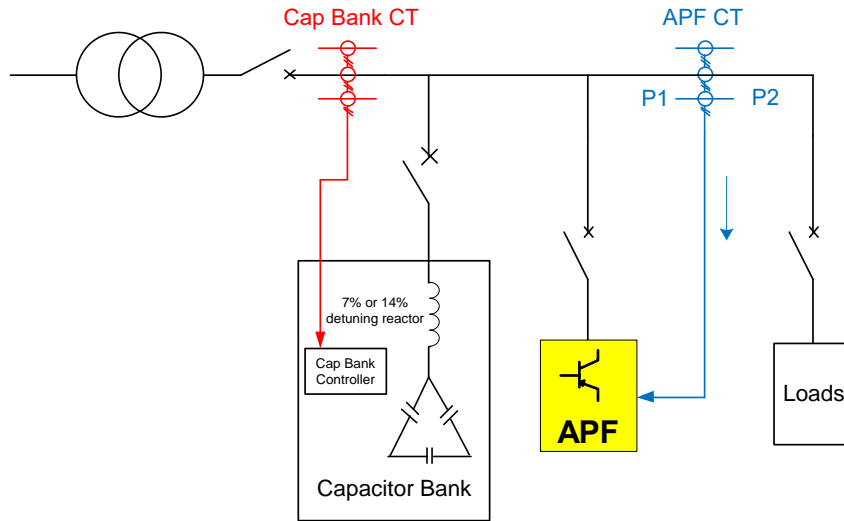 Cap Bank CT
APF CT
P1
P2
7% or 14%
detuning reactor
Cap Bank
Controller
Capacitor Bank
APF
Loads